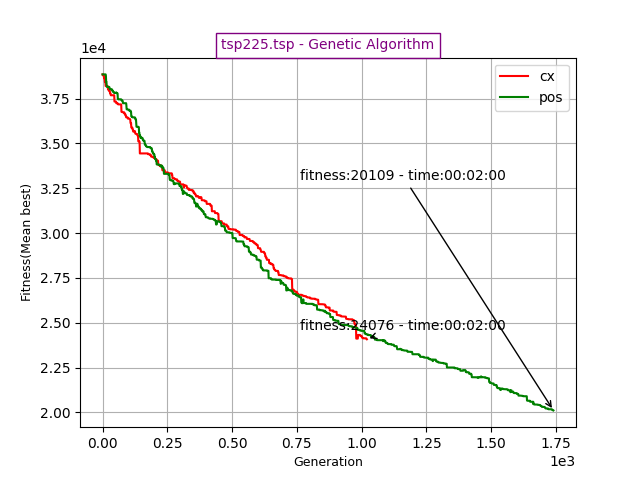 tsp225.tsp - Genetic Algorithm
1e4
cx
pos
3.75
3.50
3.25
3.00
2.75
2.50
2.25
2.00
Fitness(Mean best)
fitness:20109 - time:00:02:00
fitness:24076 - time:00:02:00
0.00 0.25 0.50 0.75 1.00 1.25 1.50 1.75
Generation
1e3